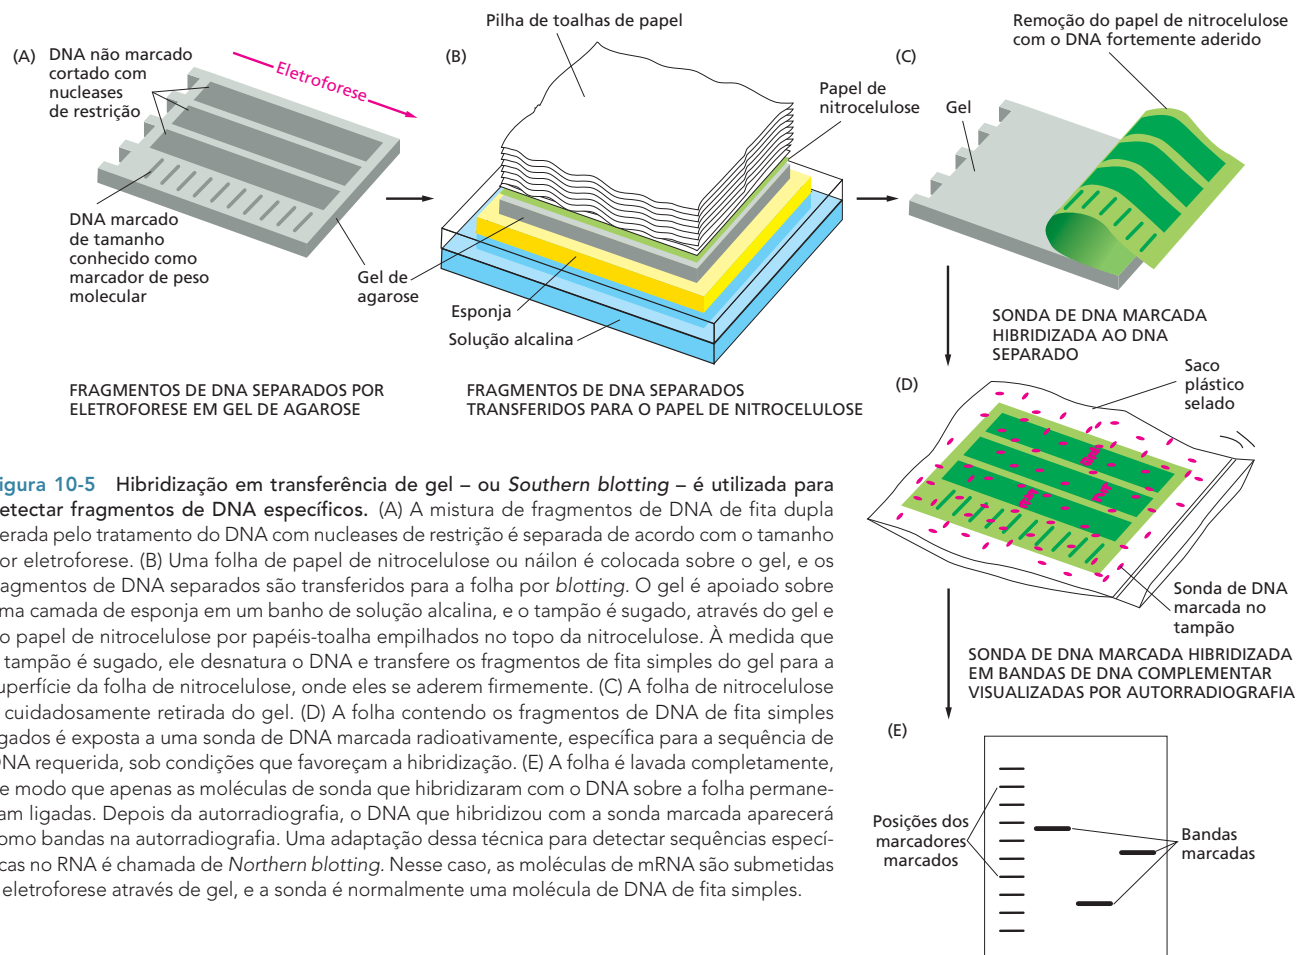 (A)
DNA não marcado
cortado com
nucleases
de restrição
Eletroforese
DNA marcado
de tamanho
conhecido como
marcador de peso
molecular
Gel de
agarose
FRAGMENTOS DE DNA SEPARADOS POR
ELETROFORESE EM GEL DE AGAROSE
(B)
Pilha de toalhas de papel
Papel de
nitrocelulose
Esponja
Solução alcalina
FRAGMENTOS DE DNA SEPARADOS
TRANSFERIDOS PARA O PAPEL DE NITROCELULOSE
(C)
Remoção do papel de nitrocelulose
com o DNA fortemente aderido
Gel
SONDA DE DNA MARCADA
HIBRIDIZADA AO DNA
SEPARADO
(D)
Saco
plástico
selado
Sonda de DNA
marcada no
tampão
SONDA DE DNA MARCADA HIBRIDIZADA
EM BANDAS DE DNA COMPLEMENTAR
VISUALIZADAS POR AUTORRADIOGRAFIA
(E)
Posições dos
marcadores
marcados
Bandas
marcadas
igura 10-5 Hibridização em transferência de gel – ou Southern blotting – é utilizada para
etectar fragmentos de DNA específicos. (A) A mistura de fragmentos de DNA de fita dupla
erada pelo tratamento do DNA com nucleases de restrição é separada de acordo com o tamanho
or eletroforese. (B) Uma folha de papel de nitrocelulose ou náilon é colocada sobre o gel, e os
ragmentos de DNA separados são transferidos para a folha por blotting. O gel é apoiado sobre
ma camada de esponja em um banho de solução alcalina, e o tampão é sugado, através do gel e
o papel de nitrocelulose por papéis-toalha empilhados no topo da nitrocelulose. À medida que
tampão é sugado, ele desnatura o DNA e transfere os fragmentos de fita simples do gel para a
uperfície da folha de nitrocelulose, onde eles se aderem firmemente. (C) A folha de nitrocelulose
cuidadosamente retirada do gel. (D) A folha contendo os fragmentos de DNA de fita simples
gados é exposta a uma sonda de DNA marcada radioativamente, específica para a sequência de
NA requerida, sob condições que favoreçam a hibridização. (E) A folha é lavada completamente,
e modo que apenas as moléculas de sonda que hibridizaram com o DNA sobre a folha permane-
am ligadas. Depois da autorradiografia, o DNA que hibridizou com a sonda marcada aparecerá
omo bandas na autorradiografia. Uma adaptação dessa técnica para detectar sequências especí-
cas no RNA é chamada de Northern blotting. Nesse caso, as moléculas de mRNA são submetidas
eletroforese através de gel, e a sonda é normalmente uma molécula de DNA de fita simples.